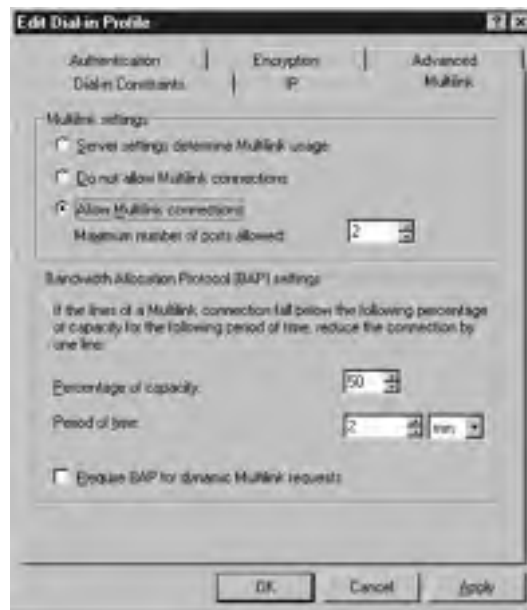 Edit Dial-in Profile
Authentication Encryption Advanced
Dial-in Constraints IP Multilink
Multilink settings
Server settings determine Multilink usage
Do not allow Multilink connections
Allow Multilink connections
Maximum number of ports allowed: 2
Bandwidth Allocation Protocol (BAP) settings
If the lines of a Multilink connection fall below the following percentage
of capacity for the following period of time, reduce the connection by
one line:
Percentage of capacity: 50
Period of time: 2 min
Require BAP for dynamic Multilink requests
OK Cancel Apply